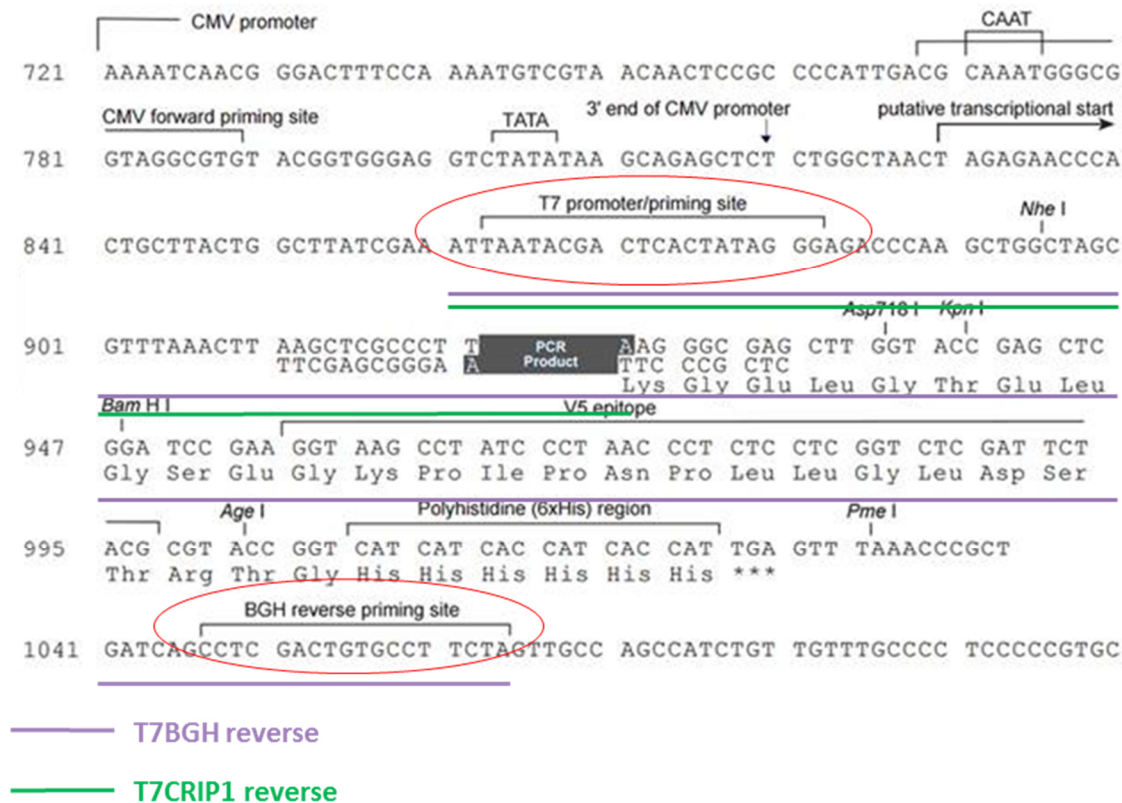 CMV promoter
CAAT
721 AAAATCAACG GGACTTTCCA AAATGTCGTA ACAACTCCGC CCCATTGACG CAAATGGGCG
CMV forward priming site
TATA
3' end of CMV promoter
putative transcriptional start
781 GTAGGCGTGT ACGGTGGGAG GTCTATATAA GCAGAGCTCT CTGGCTAACT AGAGAACCCA
T7 promoter/priming site
Nhe I
841 CTGCTTACTG GCTTATCGAA ATTAATACGA CTCACTATAG GGAGACCCAA GCTGGCTAGC
Asp718 I Kpn I
901 GTTTAAACTT AAGCTCGCCCT T PCR Product AAG GGC GAG CTT GGT ACC GAG CTC
TTCGAGCGGGA A TTC CCG CTC
Lys Gly Glu Leu Gly Thr Glu Leu
Bam H I
V5 epitope
947 GGA TCC GAA GGT AAG CCT ATC CCT AAC CCT CTC CTC GGT CTC GAT TCT
Gly Ser Glu Gly Lys Pro Ile Pro Asn Pro Leu Leu Gly Leu Asp Ser
Age I
Polyhistidine (6xHis) region
Pme I
995 ACG CGT ACC GGT CAT CAT CAC CAT CAC CAT TGA GTT TAAACCCGCT
Thr Arg Thr Gly His His His His His His ***
BGH reverse priming site
1041 GATCAGCCTC GACTGTGCCT TCTAGTTGCC AGCCATCTGT TGTTTGCCCC TCCCCCGTGC
T7BGH reverse
T7CRIP1 reverse